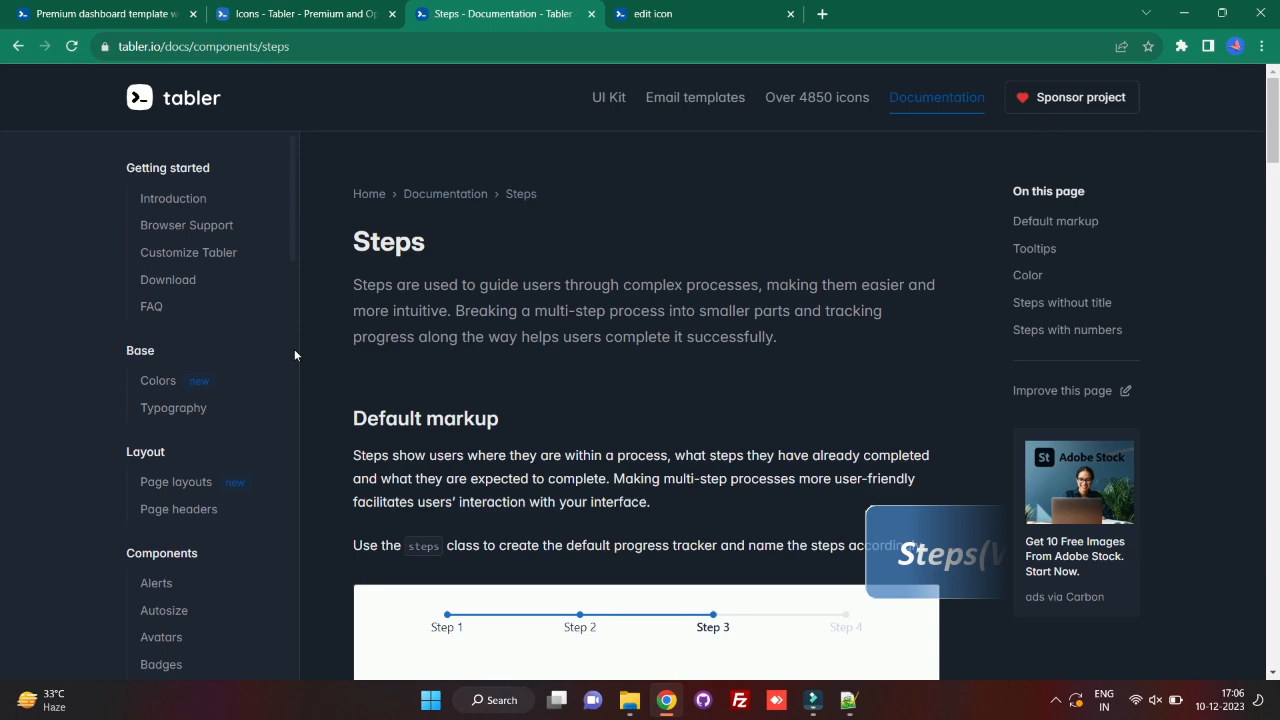 Premium dashboard template w
Icons - Tabler - Premium and Op
Steps - Documentation - Tabler
edit icon
tabler.io/docs/components/steps
tabler
UI Kit
Email templates
Over 4850 icons
Documentation
Sponsor project
Getting started
Introduction
Browser Support
Customize Tabler
Download
FAQ
Base
Colors new
Typography
Layout
Page layouts new
Page headers
Components
Alerts
Autosize
Avatars
Badges
Home › Documentation › Steps
Steps
Steps are used to guide users through complex processes, making them easier and
more intuitive. Breaking a multi-step process into smaller parts and tracking
progress along the way helps users complete it successfully.
Default markup
Steps show users where they are within a process, what steps they have already completed
and what they are expected to complete. Making multi-step processes more user-friendly
facilitates users’ interaction with your interface.
Use the steps class to create the default progress tracker and name the steps
Steps(
Step 1
Step 2
Step 3
Step 4
On this page
Default markup
Tooltips
Color
Steps without title
Steps with numbers
Improve this page
St Adobe Stock
Get 10 Free Images
From Adobe Stock.
Start Now.
ads via Carbon
33°C
Haze
Search
ENG
IN
17:06
10-12-2023